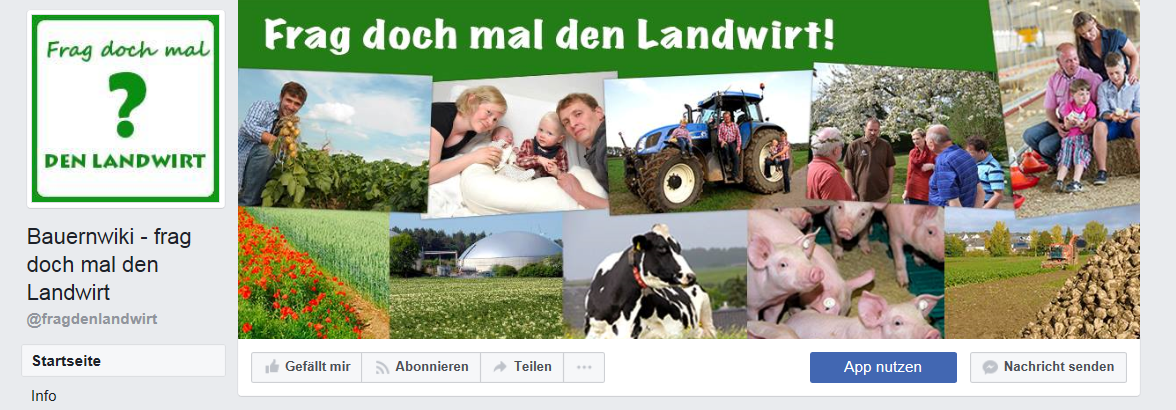 Frag doch mal
?
DEN LANDWIRT
Frag doch mal den Landwirt!
Bauernwiki - frag
doch mal den
Landwirt
@fragdenlandwirt
Startseite
Info
Gefällt mir
Abonnieren
Teilen
App nutzen
Nachricht senden